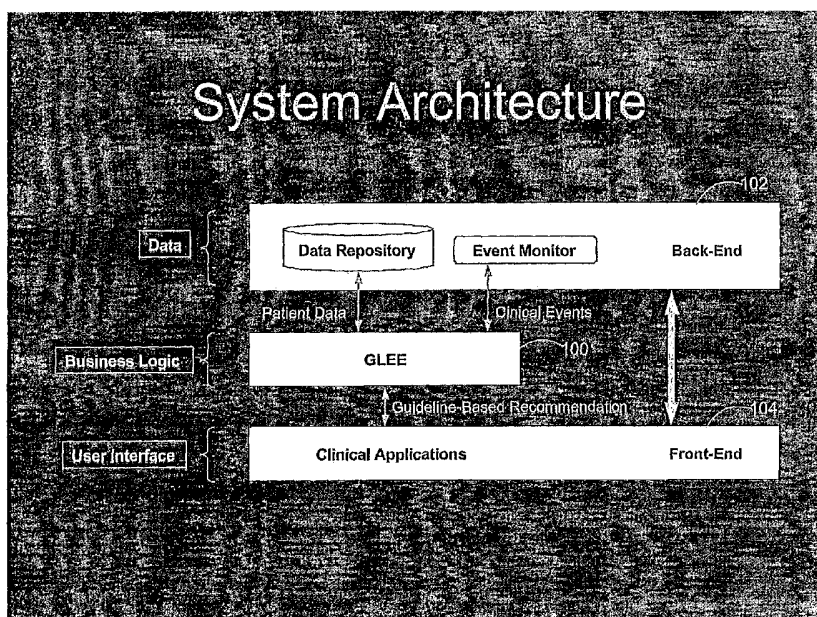 System Architecture
102
Data
Data Repository
Event Monitor
Back-End
Patient Data
Clinical Events
Business Logic
GLEE
100
Guideline-Based Recommendation
104
User Interface
Clinical Applications
Front-End